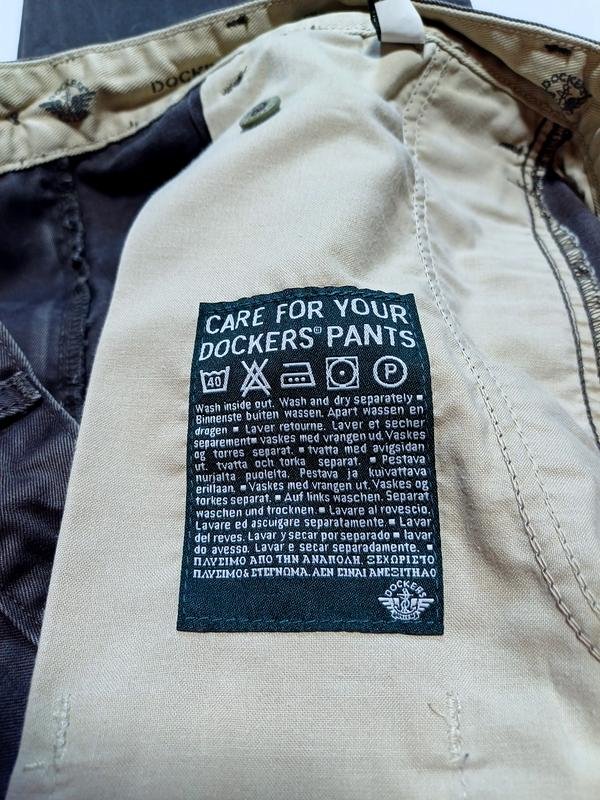 DOCKERS
DOCKERS
CARE FOR YOUR
DOCKERS® PANTS
40 P
Wash inside out. Wash and dry separately ▪
Binnenste buiten wassen. Apart wassen en
drogen ▪ Laver retourne. Laver et secher
separement▪ vaskes med vrangen ud. Vaskes
og torres separat. ▪ tvatta med avigsidan
ut. tvatta och torka separat. ▪ Pestava
nurjalta puoleita. Pestava ja kuivattava
erillaan. ▪ Vaskes med vrangen ut. Vaskes og
torkes separat. ▪ Auf links waschen. Separat
waschen und trocknen. ▪ Lavare al rovescio.
Lavare ed asciugare separatamente. ▪ Lavar
del reves. Lavar y secar por separado ▪ lavar
do avesso. Lavar e secar separadamente. ▪
ΠΛΥΣΙΜΟ ΑΠΟ ΤΗΝ ΑΝΑΠΟΛΗ. ΞΕΧΩΡΙΣΤΟ
ΠΛΥΣΙΜΟ & ΣΤΕΓΝΩΜΑ. ΔΕΝ ΕΙΝΑΙ ΑΝΕΞΙΤΗΛΟ
DOCKERS